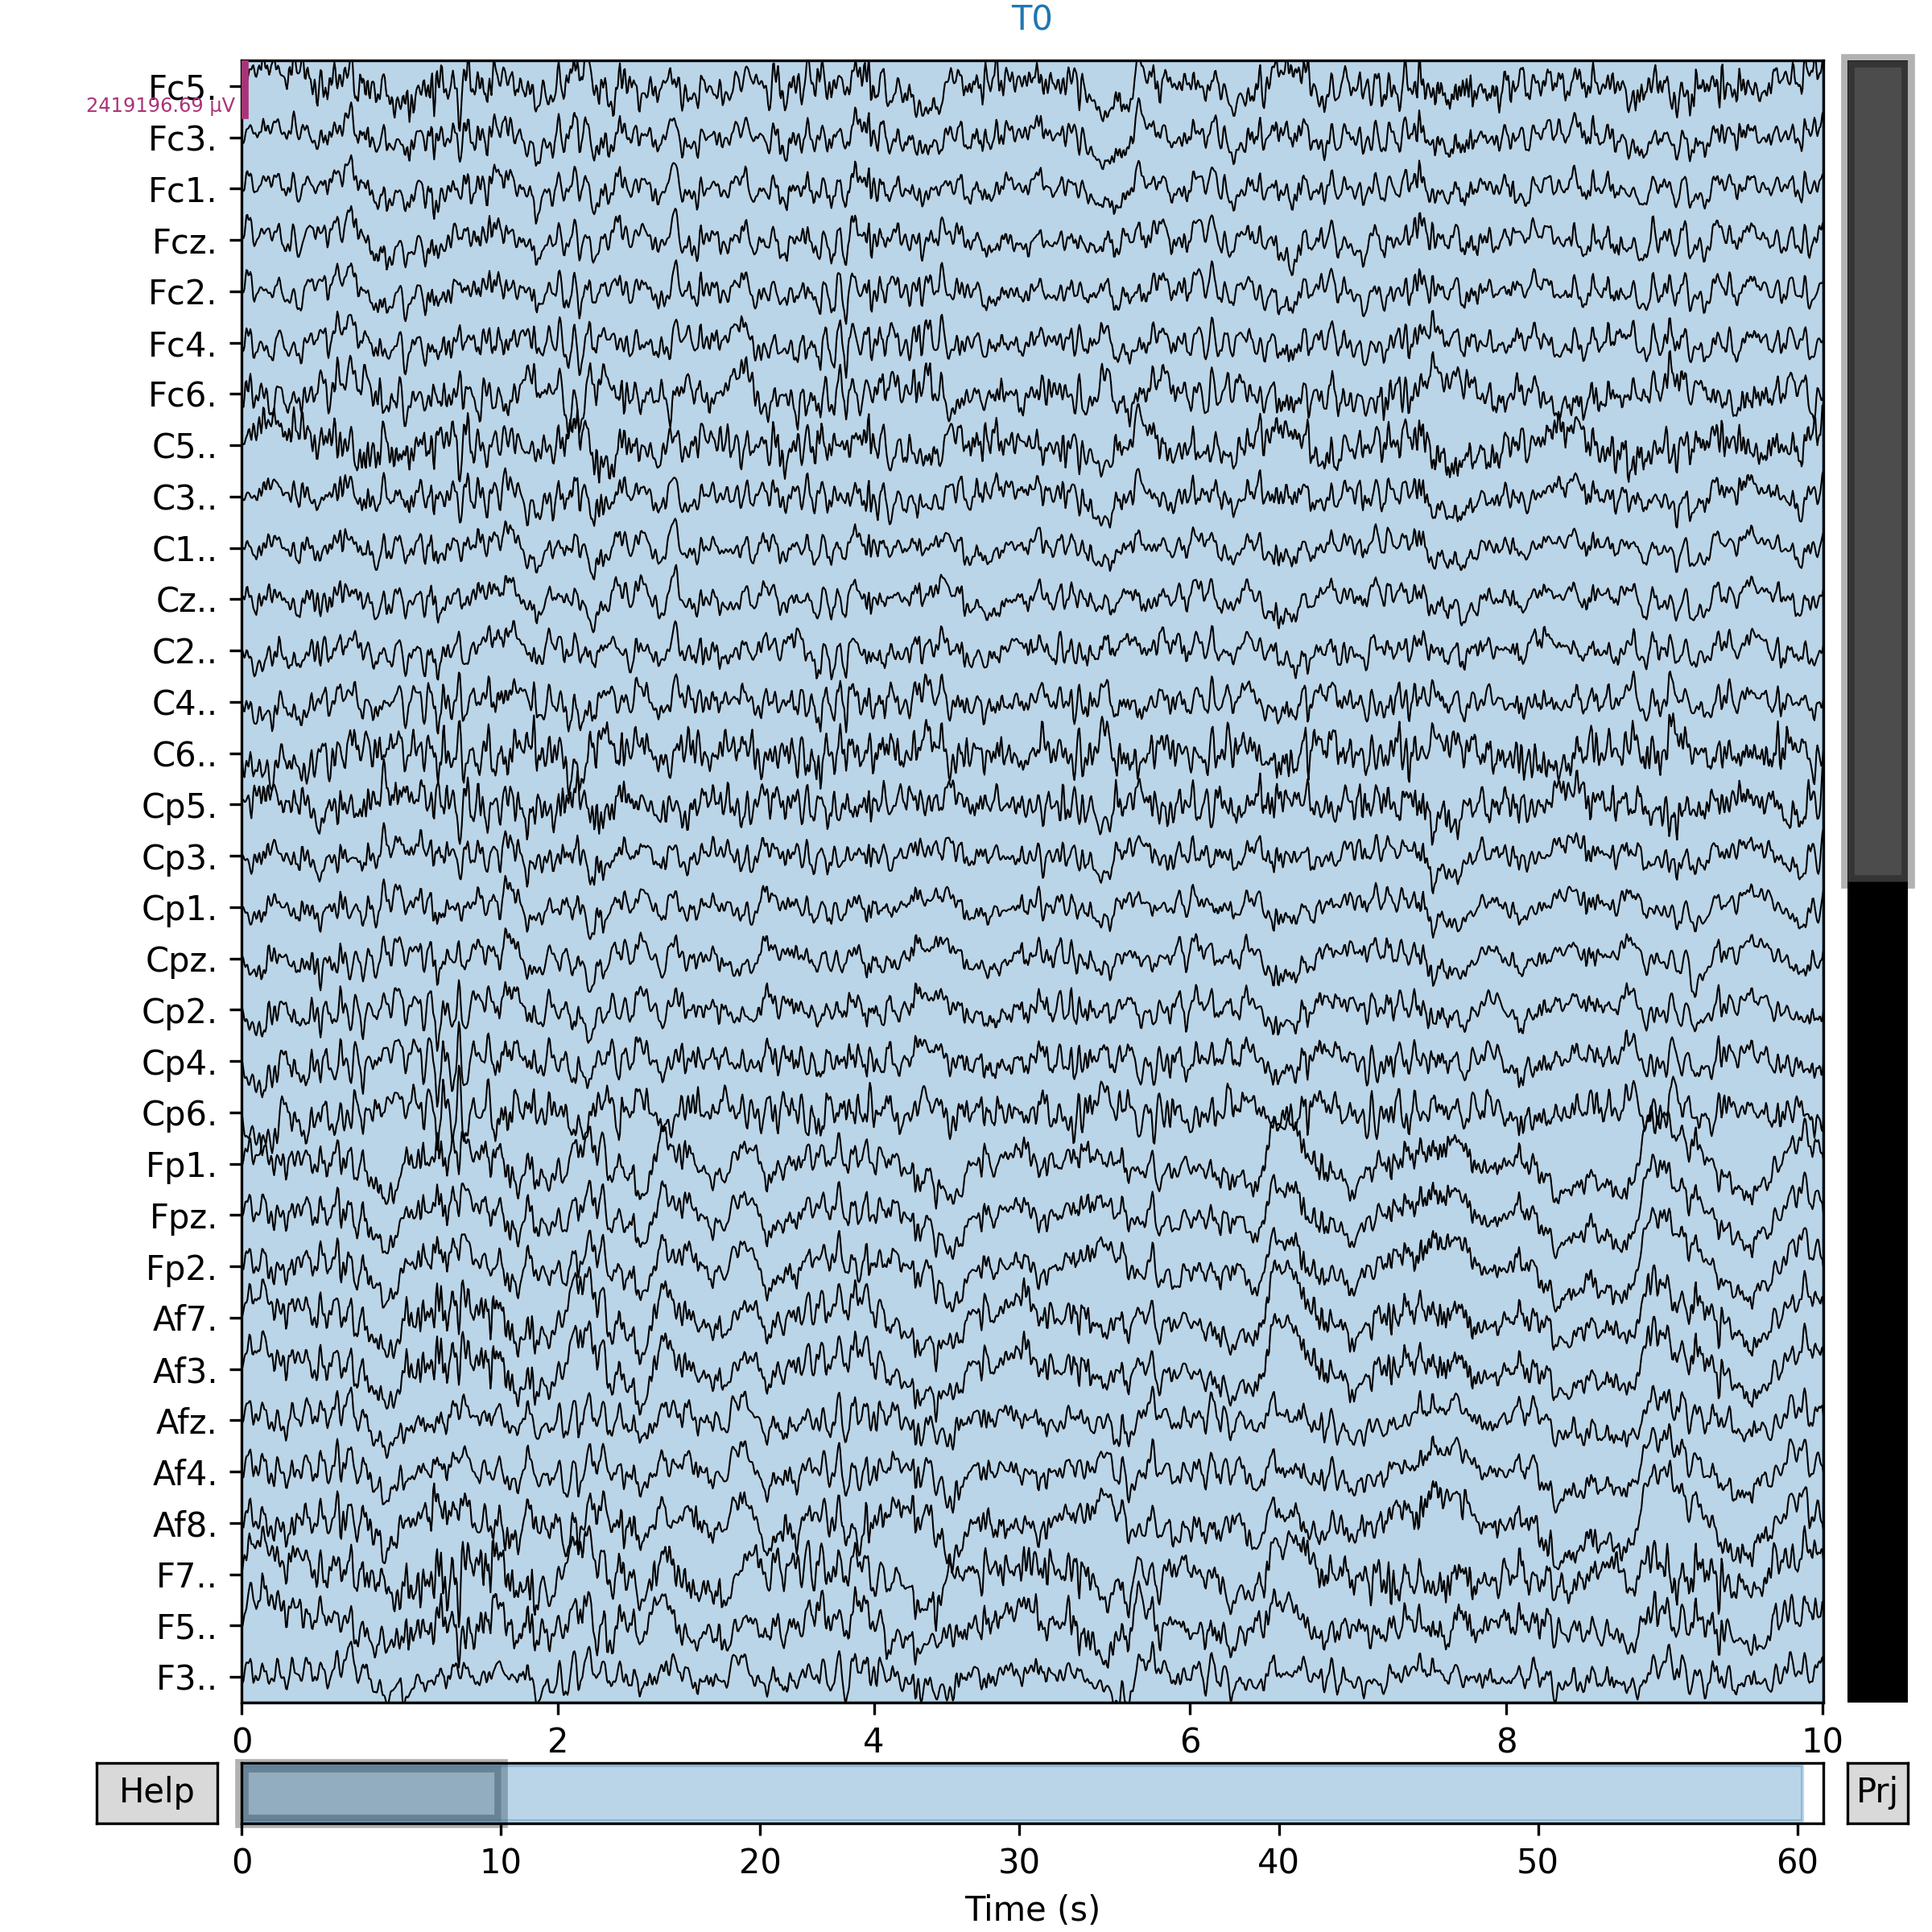 T0
Fc5.
2419196.69 µV
Fc3.
Fc1.
Fcz.
Fc2.
Fc4.
Fc6.
C5..
C3..
C1..
Cz..
C2..
C4..
C6..
Cp5.
Cp3.
Cp1.
Cpz.
Cp2.
Cp4.
Cp6.
Fp1.
Fpz.
Fp2.
Af7.
Af3.
Afz.
Af4.
Af8.
F7..
F5..
F3..
0 2 4 6 8 10
Help Prj
0 10 20 30 40 50 60
Time (s)